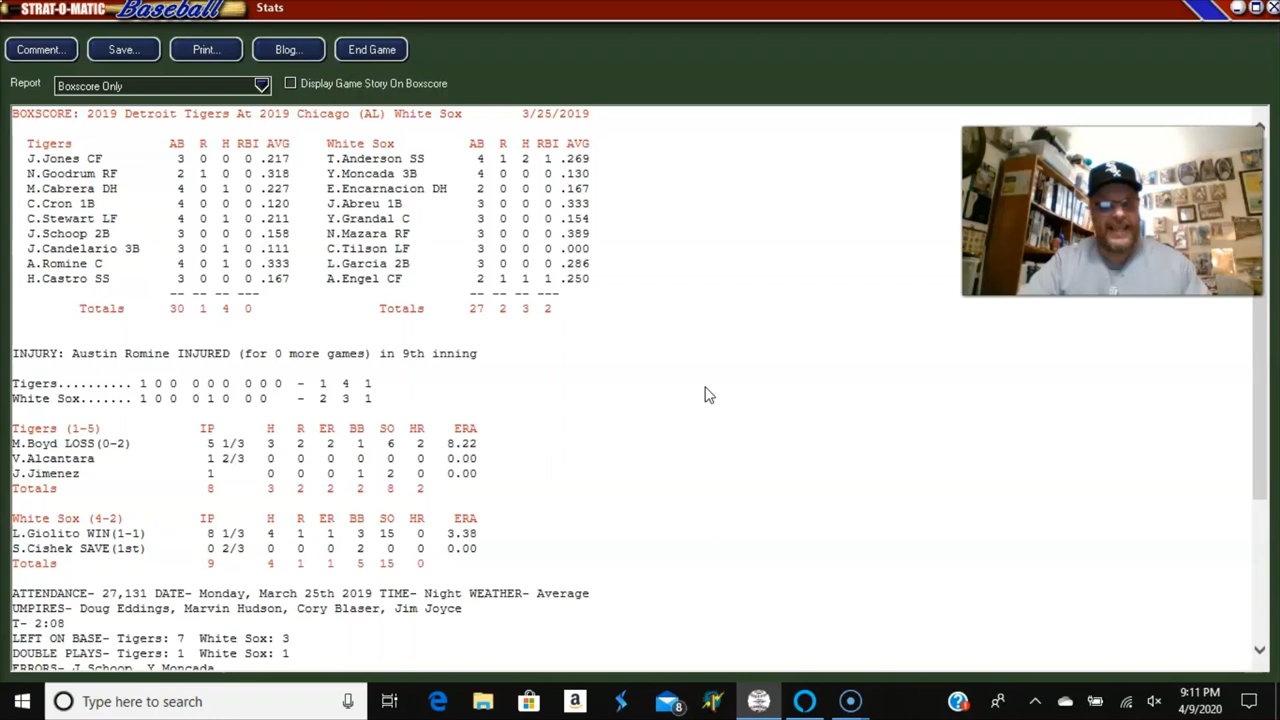 STRAT-O-MATIC Baseball Stats
Comment... Save... Print... Blog... End Game
Report Boxscore Only Display Game Story On Boxscore
BOXSCORE: 2019 Detroit Tigers At 2019 Chicago (AL) White Sox 3/25/2019
Tigers AB R H RBI AVG White Sox AB R H RBI AVG
J.Jones CF 3 0 0 0 .217 T.Anderson SS 4 1 2 1 .269
N.Goodrum RF 2 1 0 0 .318 Y.Moncada 3B 4 0 0 0 .130
M.Cabrera DH 4 0 1 0 .227 E.Encarnacion DH 2 0 0 0 .167
C.Cron 1B 4 0 0 0 .120 J.Abreu 1B 3 0 0 0 .333
C.Stewart LF 4 0 1 0 .211 Y.Grandal C 3 0 0 0 .154
J.Schoop 2B 3 0 0 0 .158 N.Mazara RF 3 0 0 0 .389
J.Candelario 3B 3 0 1 0 .111 C.Tilson LF 3 0 0 0 .000
A.Romine C 4 0 1 0 .333 L.Garcia 2B 3 0 0 0 .286
H.Castro SS 3 0 0 0 .167 A.Engel CF 2 1 1 1 .250
-- -- -- --- -- -- -- ---
Totals 30 1 4 0 Totals 27 2 3 2
INJURY: Austin Romine INJURED (for 0 more games) in 9th inning
Tigers.......... 1 0 0 0 0 0 0 0 0 - 1 4 1
White Sox....... 1 0 0 0 1 0 0 0 - 2 3 1
Tigers (1-5) IP H R ER BB SO HR ERA
M.Boyd LOSS(0-2) 5 1/3 3 2 2 1 6 2 8.22
V.Alcantara 1 2/3 0 0 0 0 0 0 0.00
J.Jimenez 1 0 0 0 1 2 0 0.00
Totals 8 3 2 2 2 8 2
White Sox (4-2) IP H R ER BB SO HR ERA
L.Giolito WIN(1-1) 8 1/3 4 1 1 3 15 0 3.38
S.Cishek SAVE(1st) 0 2/3 0 0 0 2 0 0 0.00
Totals 9 4 1 1 5 15 0
ATTENDANCE- 27,131 DATE- Monday, March 25th 2019 TIME- Night WEATHER- Average
UMPIRES- Doug Eddings, Marvin Hudson, Cory Blaser, Jim Joyce
T- 2:08
LEFT ON BASE- Tigers: 7 White Sox: 3
DOUBLE PLAYS- Tigers: 1 White Sox: 1
ERRORS- J.Schoop, Y.Moncada
Type here to search
8
9:11 PM
4/9/2020